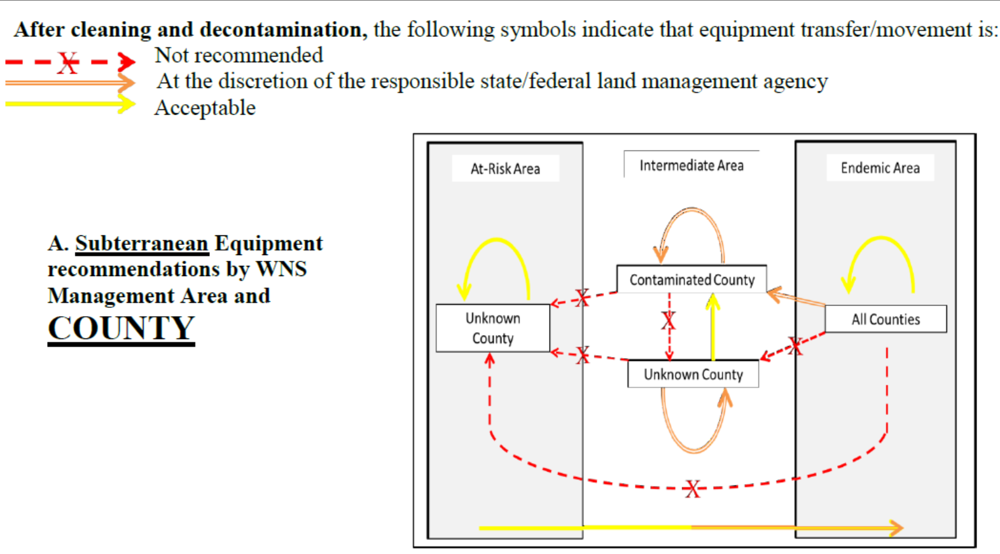 After cleaning and decontamination, the following symbols indicate that equipment transfer/movement is:
X
Not recommended
At the discretion of the responsible state/federal land management agency
Acceptable
At-Risk Area
Intermediate Area
Endemic Area
A. Subterranean Equipment
recommendations by WNS
Management Area and
COUNTY
Contaminated County
X
Unknown
County
X
All Counties
X
X
Unknown County
X